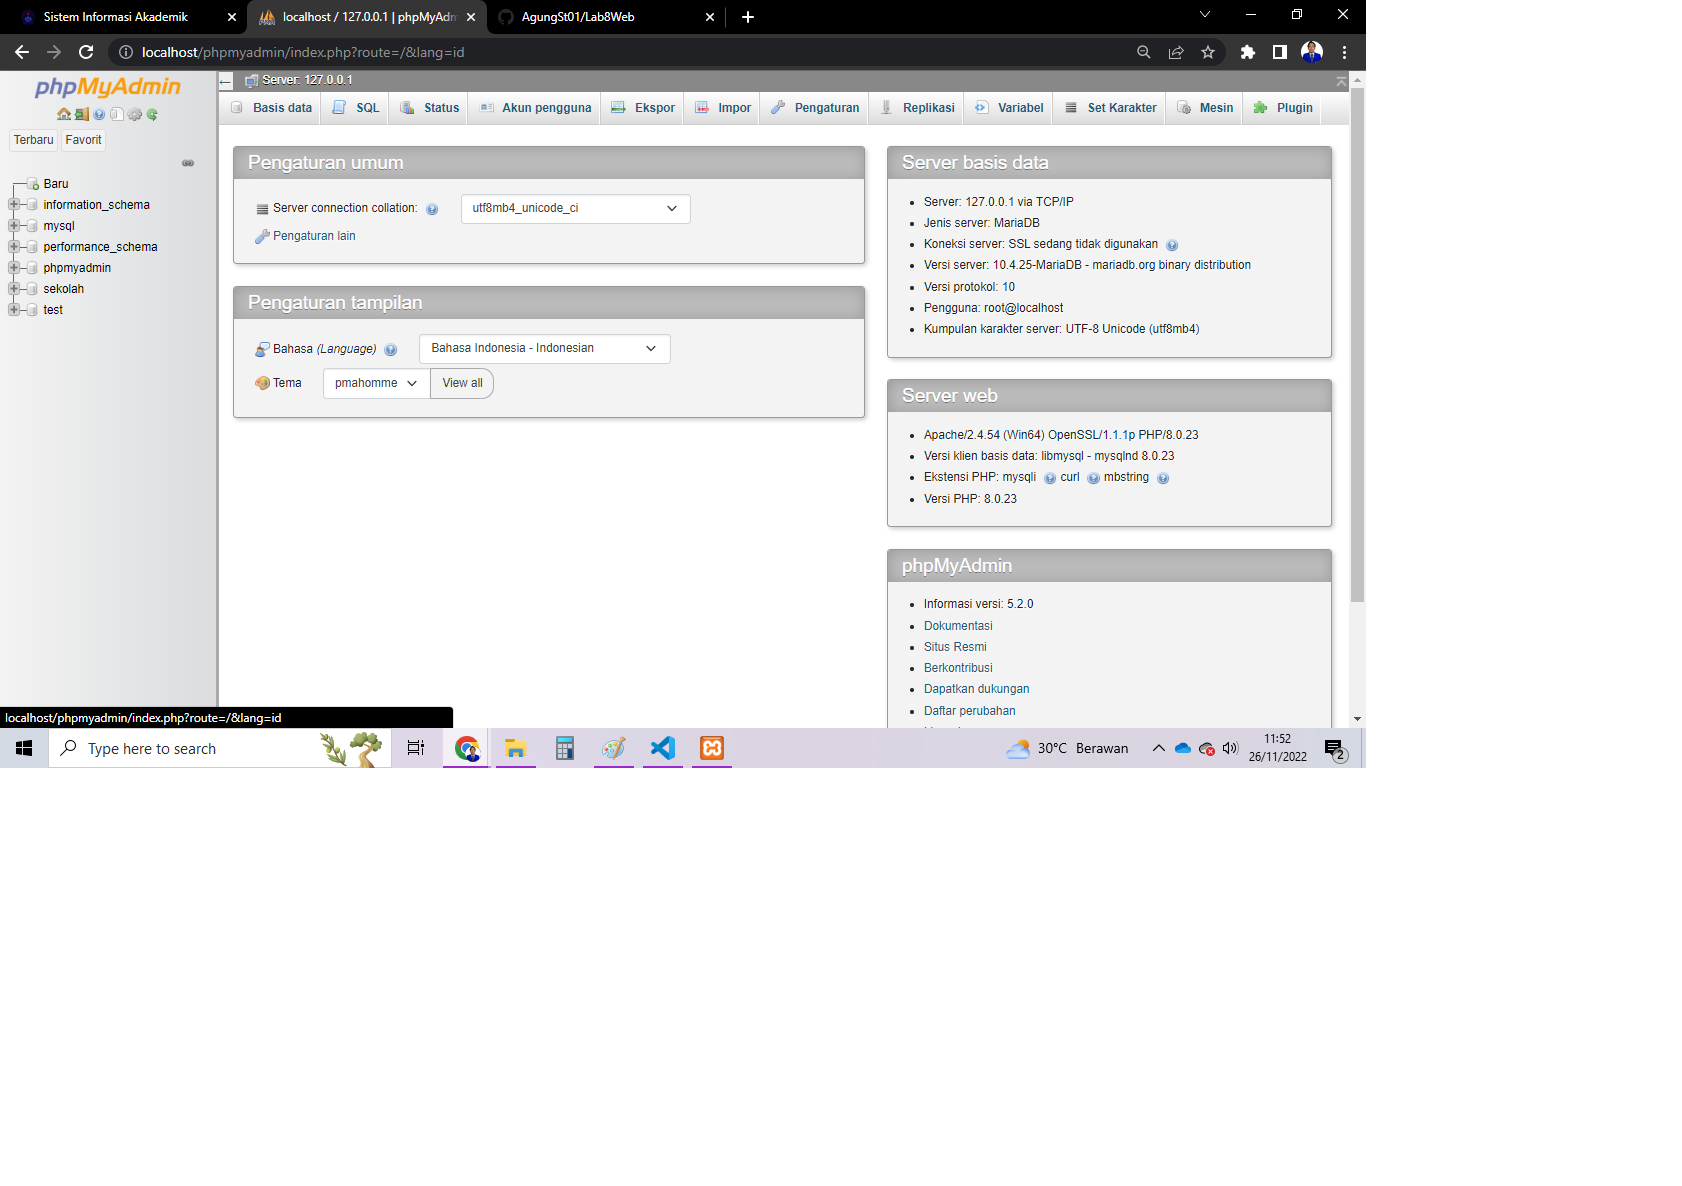 Sistem Informasi Akademik
localhost / 127.0.0.1 | phpMyAdm
AgungSt01/Lab8Web
localhost/phpmyadmin/index.php?route=/&lang=id
phpMyAdmin
Terbaru
Favorit
Baru
information_schema
mysql
performance_schema
phpmyadmin
sekolah
test
Server: 127.0.0.1
Basis data
SQL
Status
Akun pengguna
Ekspor
Impor
Pengaturan
Replikasi
Variabel
Set Karakter
Mesin
Plugin
Pengaturan umum
Server connection collation:
utf8mb4_unicode_ci
Pengaturan lain
Pengaturan tampilan
Bahasa (Language)
Bahasa Indonesia - Indonesian
Tema
pmahomme
View all
Server basis data
Server: 127.0.0.1 via TCP/IP
Jenis server: MariaDB
Koneksi server: SSL sedang tidak digunakan
Versi server: 10.4.25-MariaDB - mariadb.org binary distribution
Versi protokol: 10
Pengguna: root@localhost
Kumpulan karakter server: UTF-8 Unicode (utf8mb4)
Server web
Apache/2.4.54 (Win64) OpenSSL/1.1.1p PHP/8.0.23
Versi klien basis data: libmysql - mysqlnd 8.0.23
Ekstensi PHP: mysqli curl mbstring
Versi PHP: 8.0.23
phpMyAdmin
Informasi versi: 5.2.0
Dokumentasi
Situs Resmi
Berkontribusi
Dapatkan dukungan
Daftar perubahan
localhost/phpmyadmin/index.php?route=/&lang=id
Type here to search
30°C Berawan
11:52
26/11/2022
2